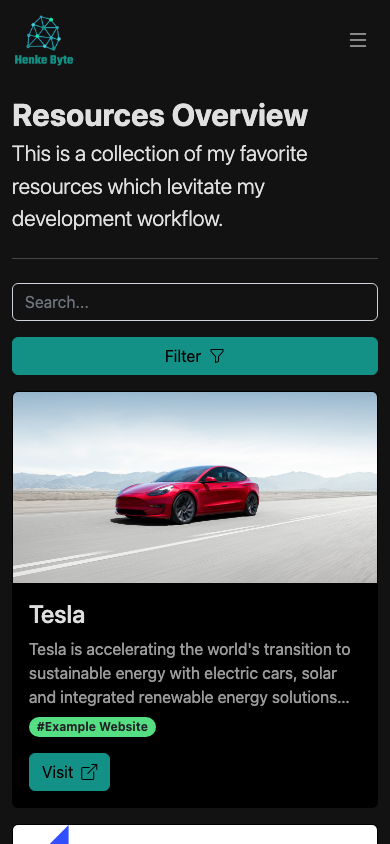 Henke Byte
Resources Overview
This is a collection of my favorite
resources which levitate my
development workflow.
Search...
Filter
Tesla
Tesla is accelerating the world's transition to
sustainable energy with electric cars, solar
and integrated renewable energy solutions...
#Example Website
Visit